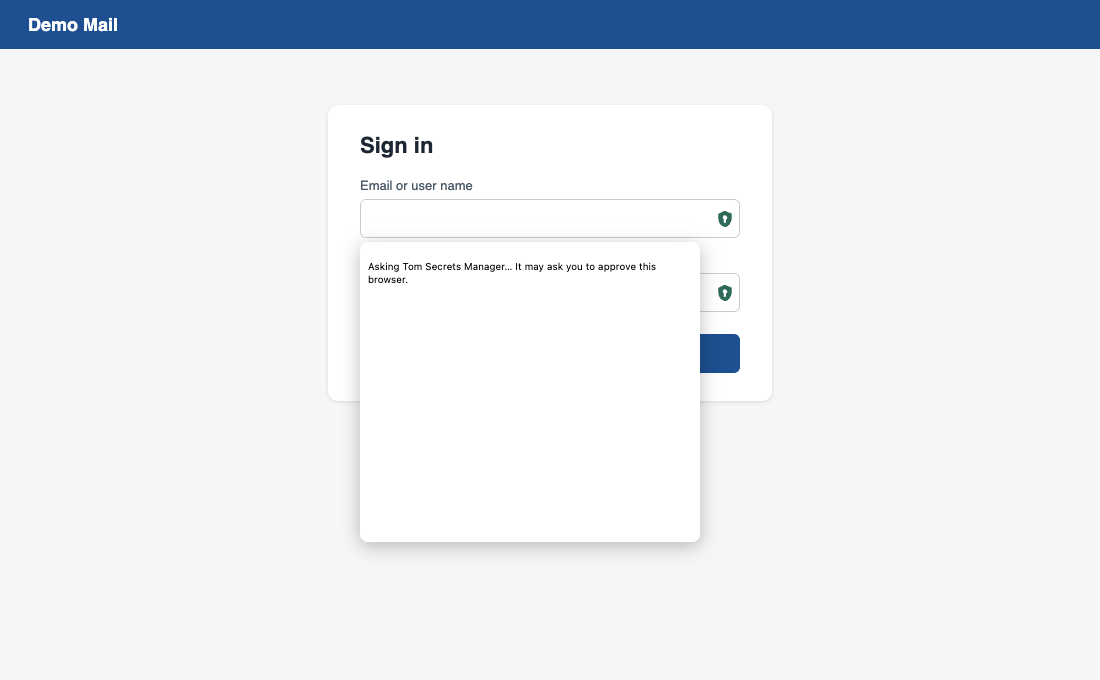 Demo Mail
Sign in
Email or user name
Asking Tom Secrets Manager... It may ask you to approve this
browser.